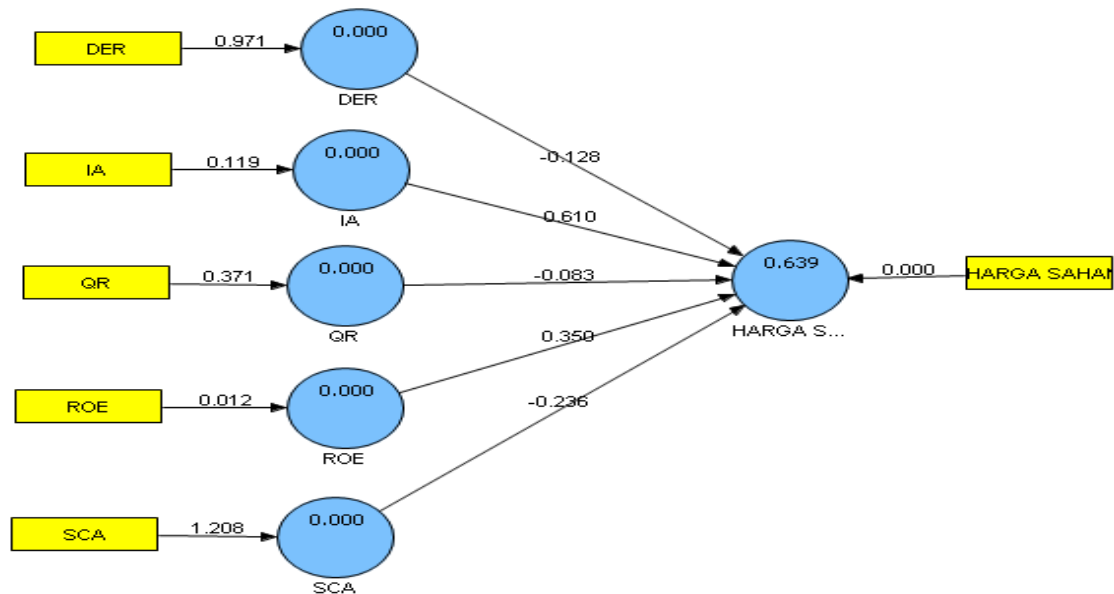 DER
0.971
0.000
DER
-0.128
IA
0.119
0.000
IA
0.610
QR
0.371
0.000
QR
-0.083
0.639
HARGA S...
0.000
HARGA SAHAM
ROE
0.012
0.000
ROE
0.350
SCA
1.208
0.000
SCA
-0.236